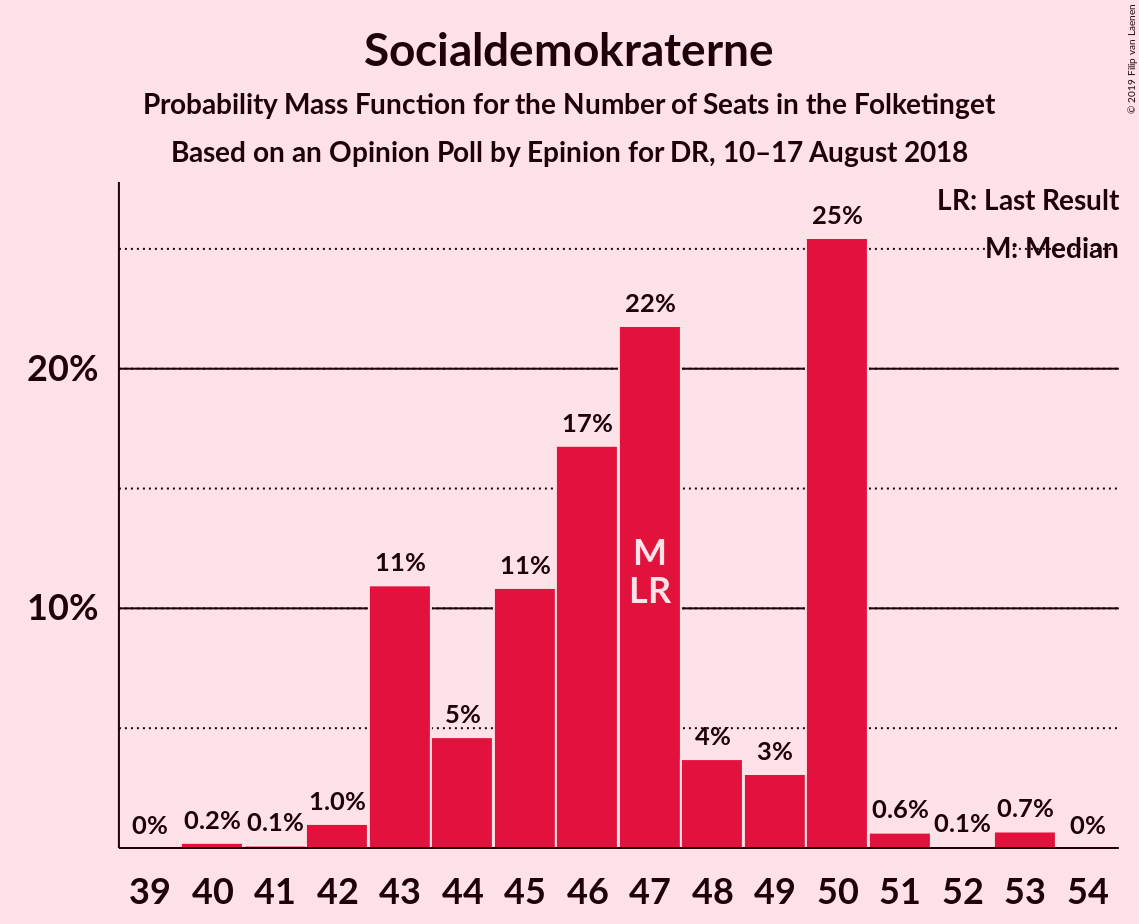 Socialdemokraterne
Probability Mass Function for the Number of Seats in the Folketinget
Based on an Opinion Poll by Epinion for DR, 10–17 August 2018
© 2019 Filip van Laenen
LR: Last Result
M: Median
20%
10%
0%
0.2%
0.1%
1.0%
11%
5%
11%
17%
22%
4%
3%
25%
0.6%
0.1%
0.7%
0%
M
LR
39 40 41 42 43 44 45 46 47 48 49 50 51 52 53 54